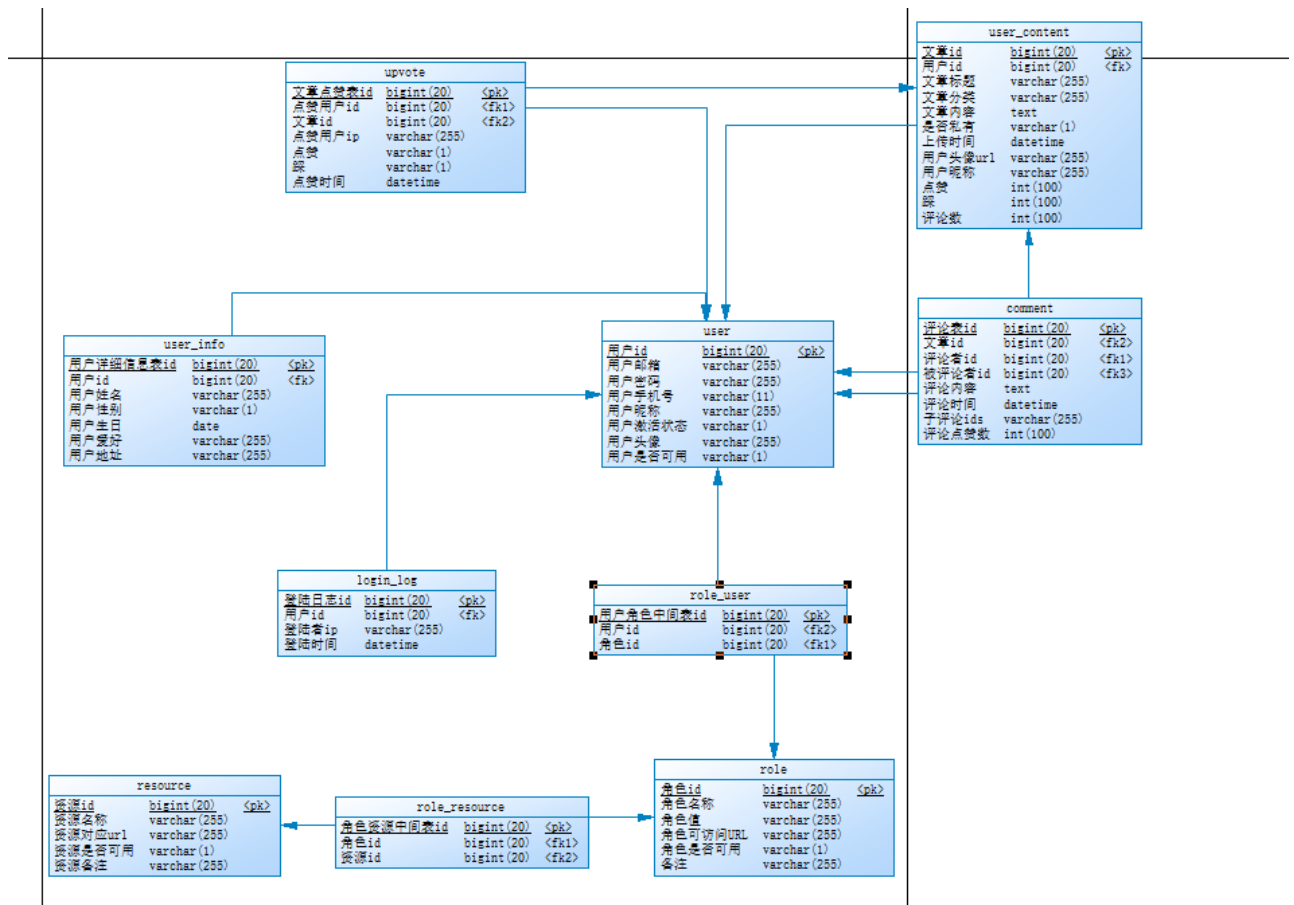 user_content
文章id bigint(20) <pk>
用户id bigint(20) <fk>
文章标题 varchar(255)
文章分类 varchar(255)
文章内容 text
是否私有 varchar(1)
上传时间 datetime
用户头像url varchar(255)
用户昵称 varchar(255)
点赞 int(100)
踩 int(100)
评论数 int(100)
upvote
文章点赞表id bigint(20) <pk>
点赞用户id bigint(20) <fk1>
文章id bigint(20) <fk2>
点赞用户ip varchar(255)
点赞 varchar(1)
踩 varchar(1)
点赞时间 datetime
comment
评论表id bigint(20) <pk>
文章id bigint(20) <fk2>
评论者id bigint(20) <fk1>
被评论者id bigint(20) <fk3>
评论内容 text
评论时间 datetime
子评论ids varchar(255)
评论点赞数 int(100)
user
用户id bigint(20) <pk>
用户邮箱 varchar(255)
用户密码 varchar(255)
用户手机号 varchar(11)
用户昵称 varchar(255)
用户激活状态 varchar(1)
用户头像 varchar(255)
用户是否可用 varchar(1)
user_info
用户详细信息表id bigint(20) <pk>
用户id bigint(20) <fk>
用户姓名 varchar(255)
用户性别 varchar(1)
用户生日 date
用户爱好 varchar(255)
用户地址 varchar(255)
login_log
登陆日志id bigint(20) <pk>
用户id bigint(20) <fk>
登陆者ip varchar(255)
登陆时间 datetime
role_user
用户角色中间表id bigint(20) <pk>
用户id bigint(20) <fk2>
角色id bigint(20) <fk1>
role
角色id bigint(20) <pk>
角色名称 varchar(255)
角色值 varchar(255)
角色可访问URL varchar(255)
角色是否可用 varchar(1)
备注 varchar(255)
resource
资源id bigint(20) <pk>
资源名称 varchar(255)
资源对应url varchar(255)
资源是否可用 varchar(1)
资源备注 varchar(255)
role_resource
角色资源中间表id bigint(20) <pk>
角色id bigint(20) <fk1>
资源id bigint(20) <fk2>